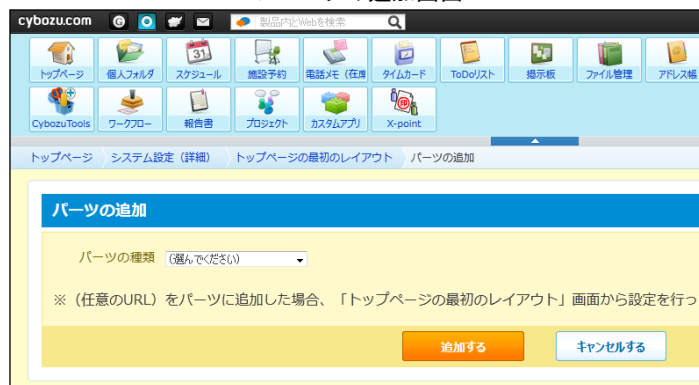 パーツの追加画面
cybozu.com 製品内とWebを検索
トップページ 個人フォルダ スケジュール 施設予約 電話メモ（在席 タイムカード ToDoリスト 掲示板 ファイル管理 アドレス帳
CybozuTools ワークフロー 報告書 プロジェクト カスタムアプリ X-point
トップページ システム設定（詳細） トップページの最初のレイアウト パーツの追加
パーツの追加
パーツの種類 （選んでください）
※（任意のURL）をパーツに追加した場合、「トップページの最初のレイアウト」画面から設定を行っ
追加する キャンセルする